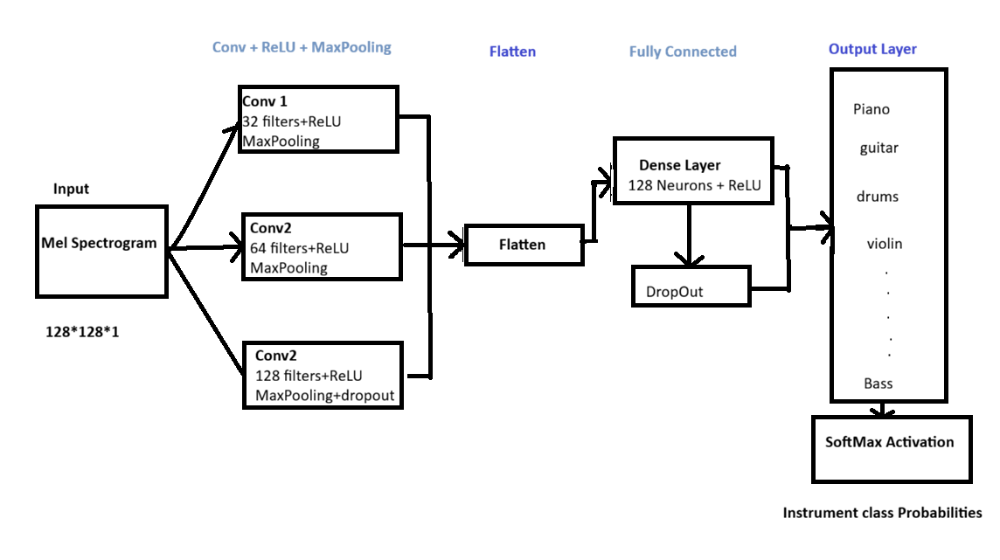 Conv + ReLU + MaxPooling
Flatten
Fully Connected
Output Layer
Input
Mel Spectrogram
128*128*1
Conv 1
32 filters+ReLU
MaxPooling
Conv2
64 filters+ReLU
MaxPooling
Conv2
128 filters+ReLU
MaxPooling+dropout
Flatten
Dense Layer
128 Neurons + ReLU
DropOut
Piano
guitar
drums
violin
.
.
.
.
.
Bass
SoftMax Activation
Instrument class Probabilities